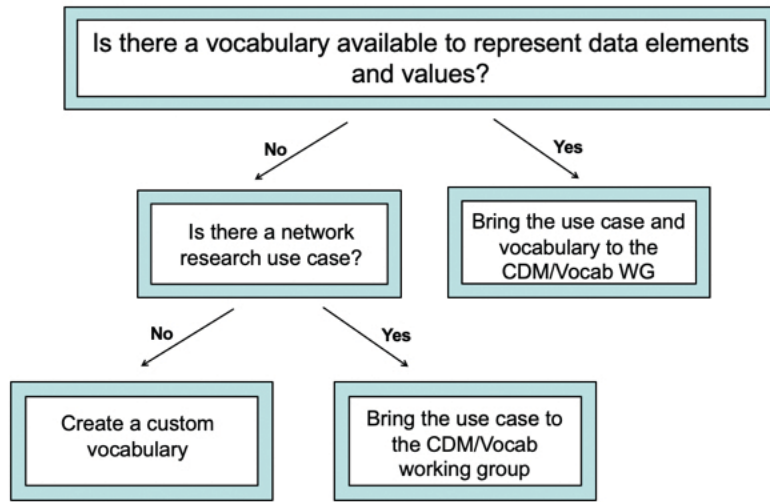 Is there a vocabulary available to represent data elements
and values?
No
Yes
Is there a network
research use case?
Bring the use case and
vocabulary to the
CDM/Vocab WG
No
Yes
Create a custom
vocabulary
Bring the use case to
the CDM/Vocab
working group